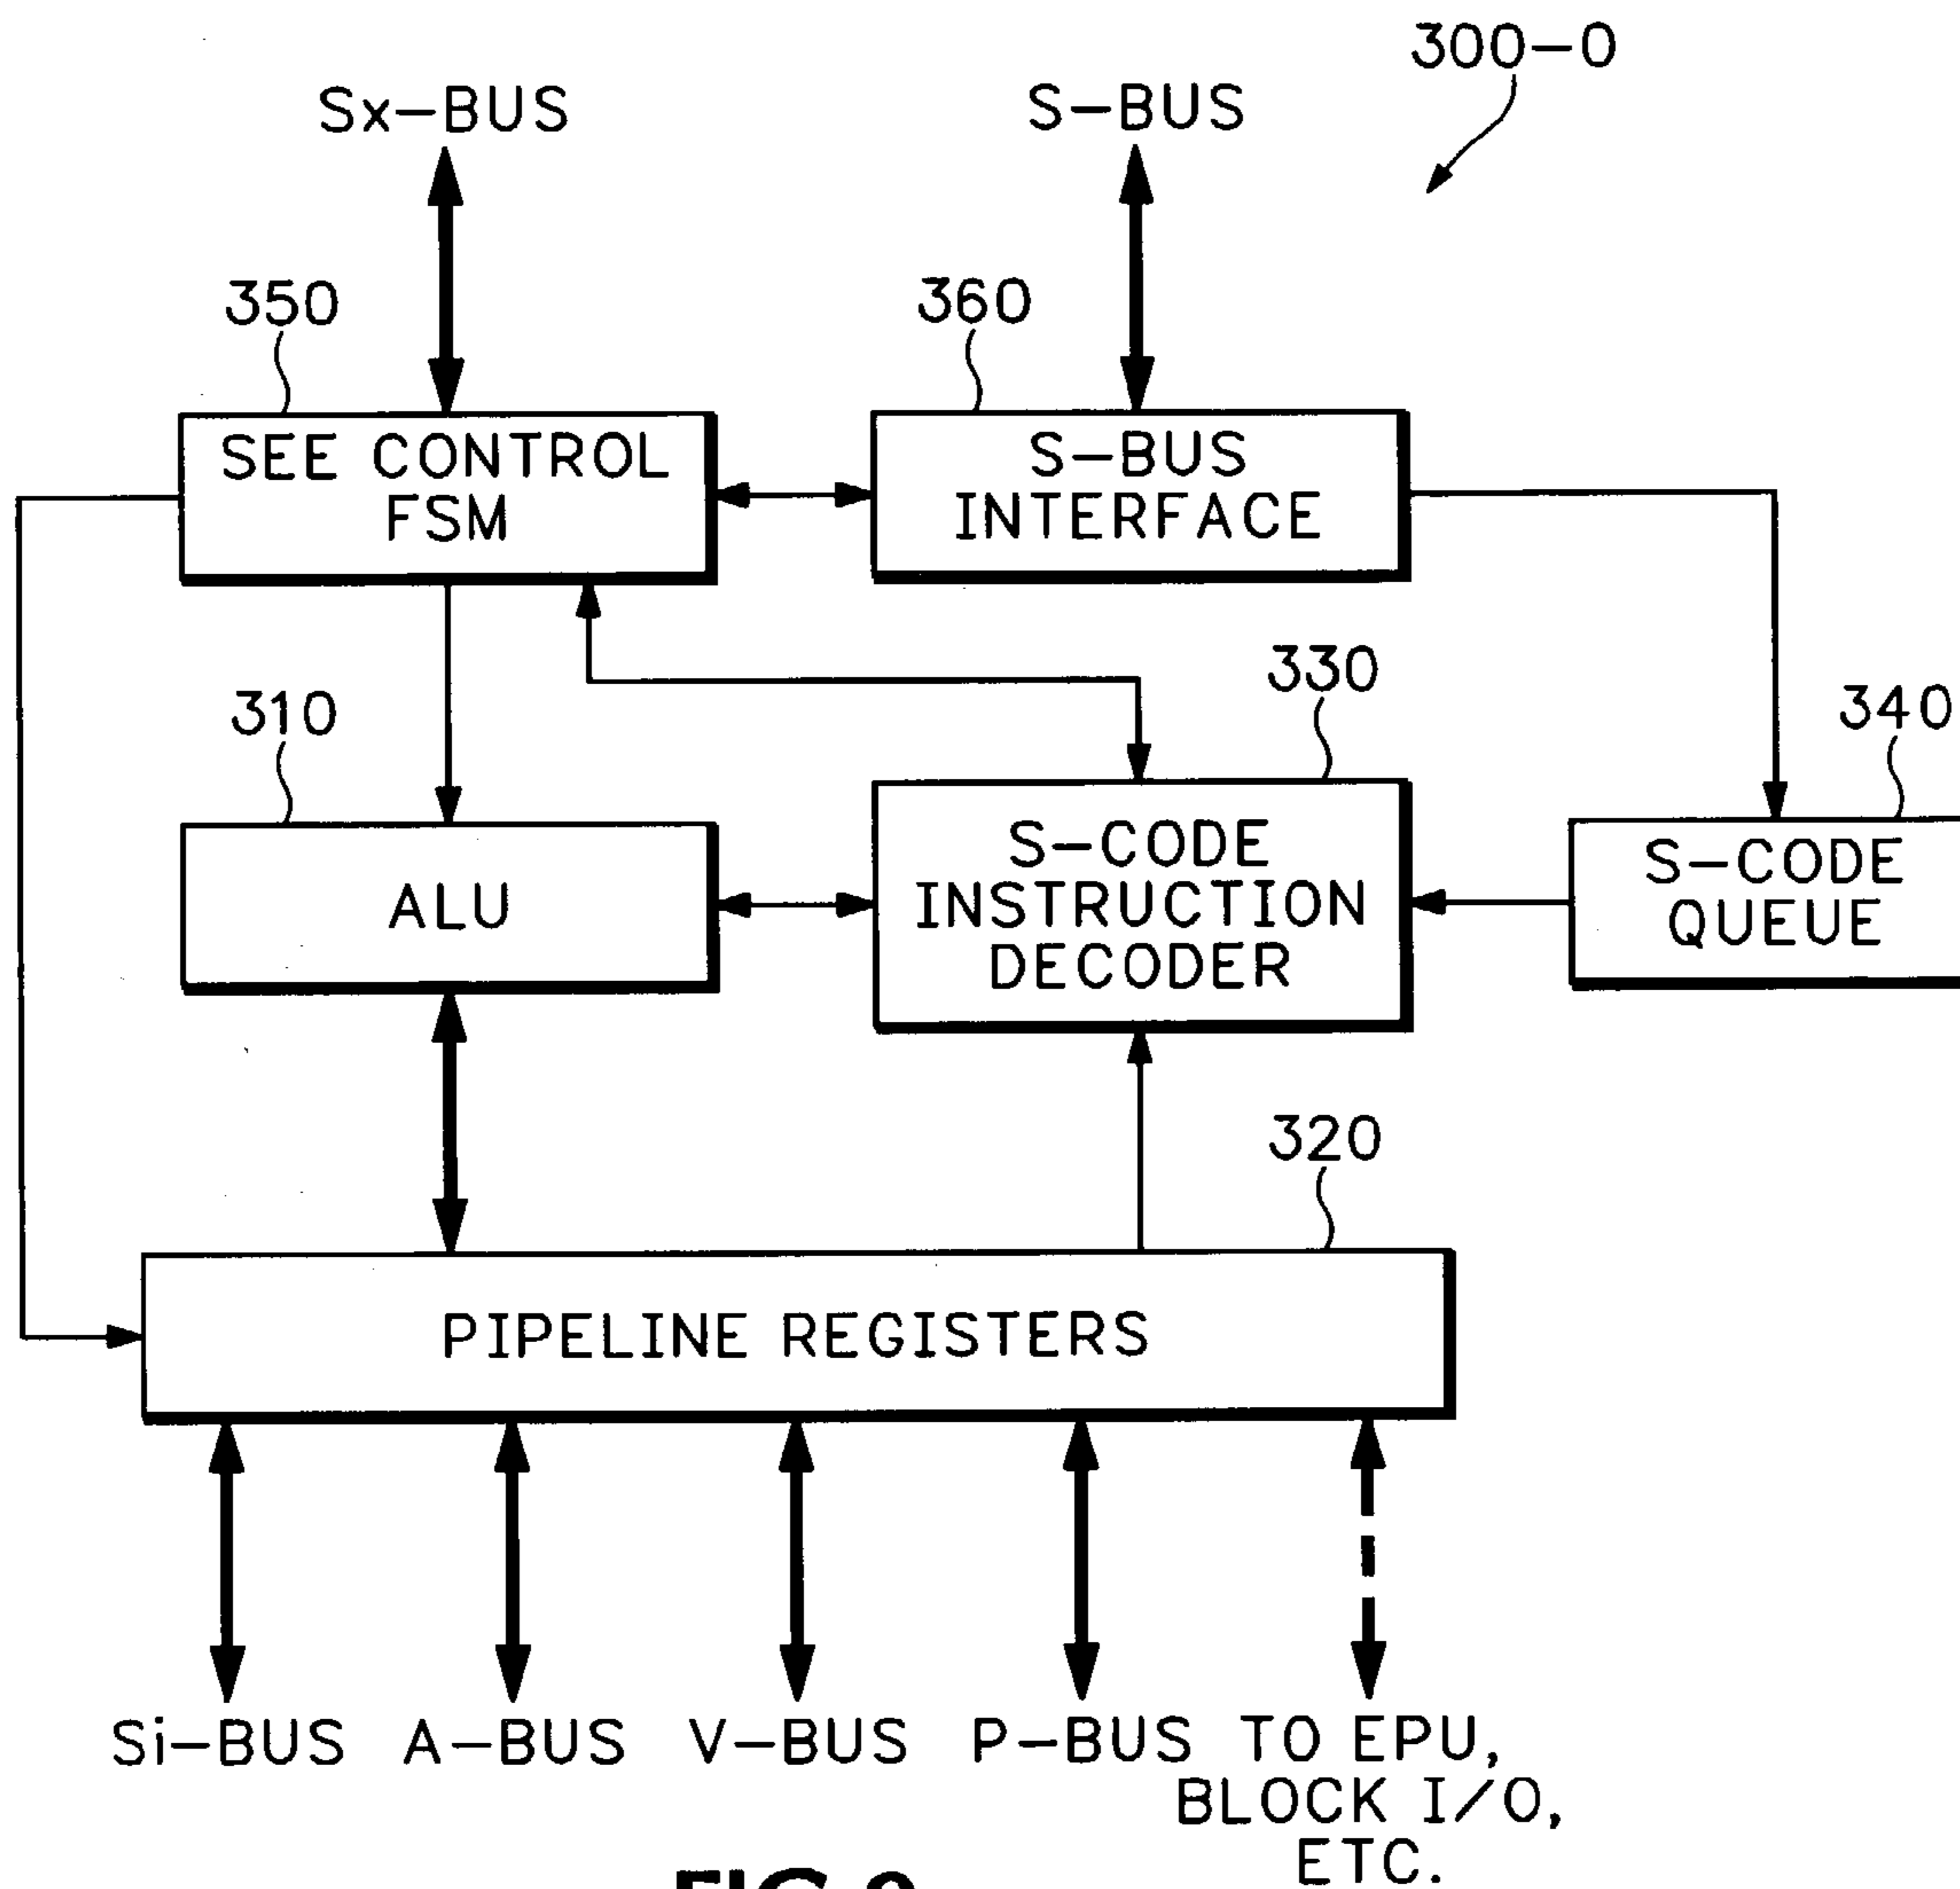 300-0
Sx-BUS
S-BUS
350
360
SEE CONTROL
FSM
S-BUS
INTERFACE
330
340
310
ALU
S-CODE
INSTRUCTION
DECODER
S-CODE
QUEUE
320
PIPELINE REGISTERS
Si-BUS
A-BUS
V-BUS
P-BUS
TO EPU,
BLOCK I/O,
ETC.